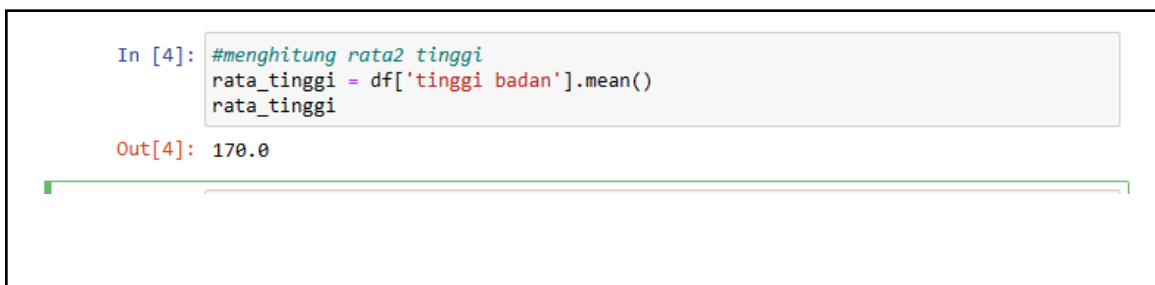 In [4]: #menghitung rata2 tinggi
rata_tinggi = df['tinggi badan'].mean()
rata_tinggi
Out[4]: 170.0